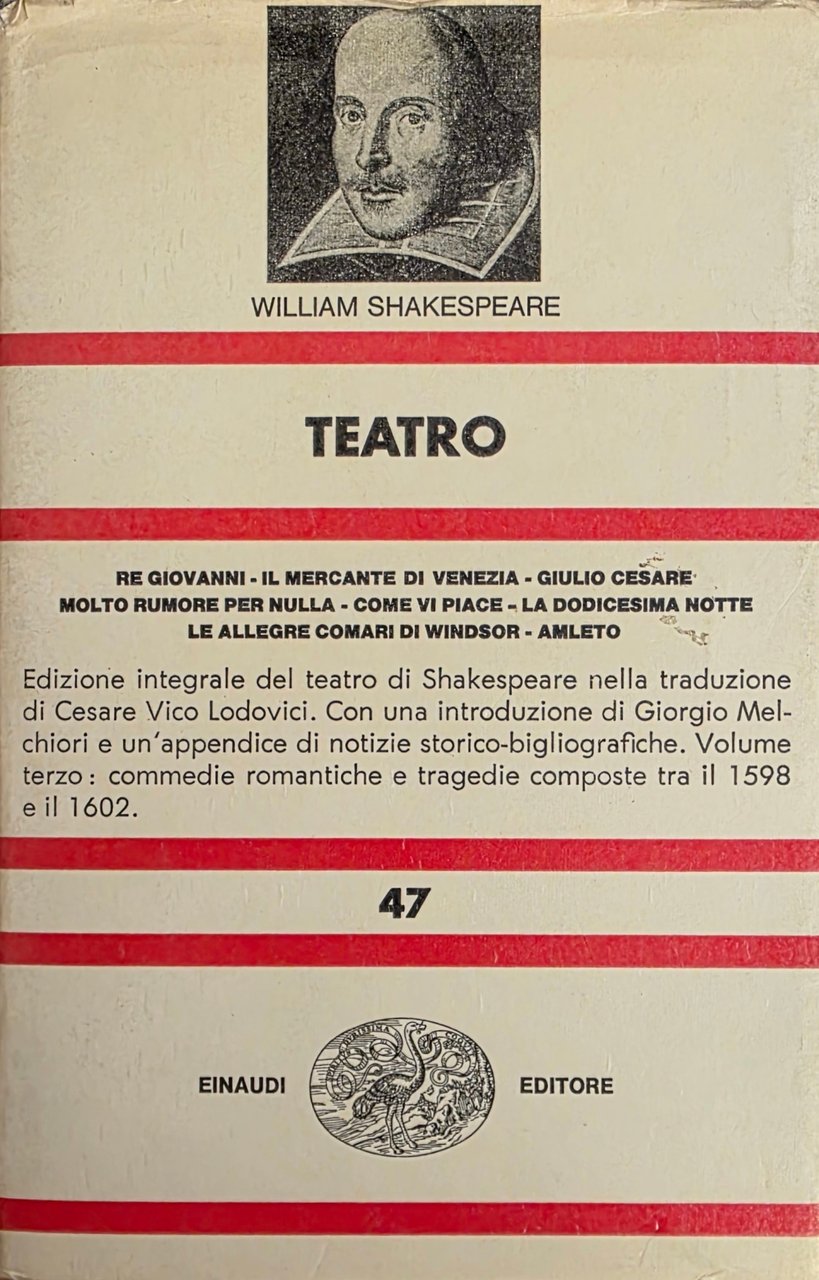 WILLIAM SHAKESPEARE
TEATRO
RE GIOVANNI - IL MERCANTE DI VENEZIA - GIULIO CESARE
MOLTO RUMORE PER NULLA - COME VI PIACE - LA DODICESIMA NOTTE
LE ALLEGRE COMARI DI WINDSOR - AMLETO
Edizione integrale del teatro di Shakespeare nella traduzione
di Cesare Vico Lodovici. Con una introduzione di Giorgio Mel-
chiori e un'appendice di notizie storico-bigliografiche. Volume
terzo : commedie romantiche e tragedie composte tra il 1598
e il 1602.
47
EINAUDI EDITORE